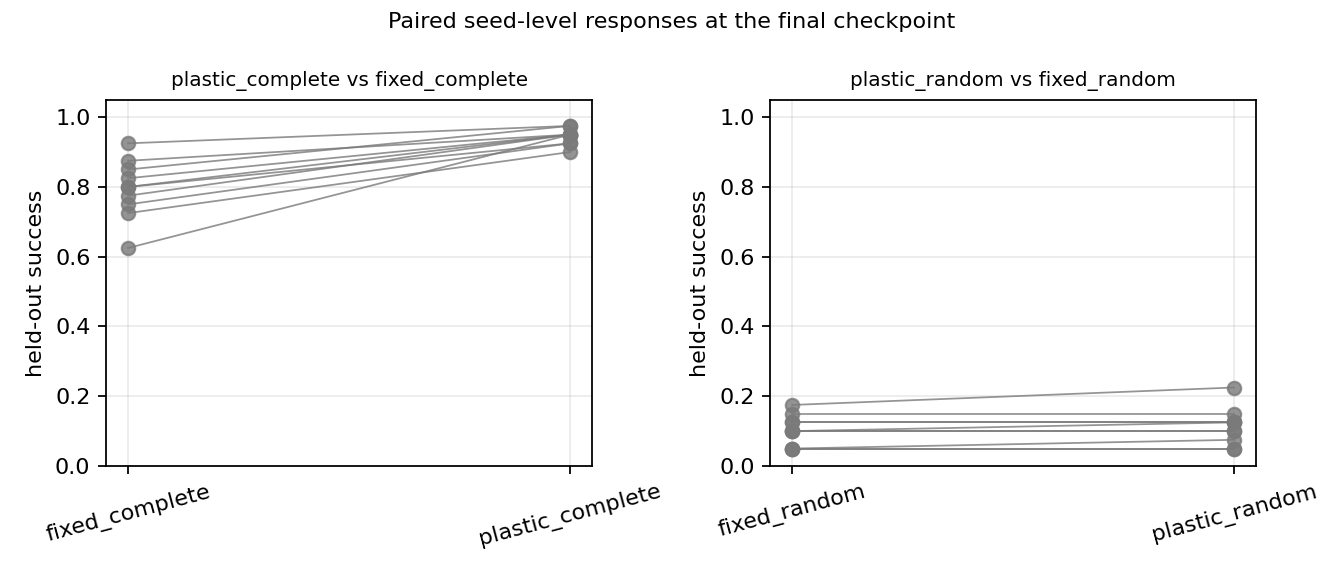 Paired seed-level responses at the final checkpoint
plastic_complete vs fixed_complete
held-out success
1.0
0.8
0.6
0.4
0.2
0.0
fixed_complete
plastic_complete
plastic_random vs fixed_random
held-out success
1.0
0.8
0.6
0.4
0.2
0.0
fixed_random
plastic_random